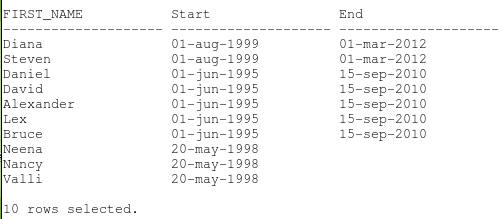 FIRST_NAME           Start                End
-------------------- -------------------- --------------------
Diana                01-aug-1999          01-mar-2012
Steven               01-aug-1999          01-mar-2012
Daniel               01-jun-1995          15-sep-2010
David                01-jun-1995          15-sep-2010
Alexander            01-jun-1995          15-sep-2010
Lex                  01-jun-1995          15-sep-2010
Bruce                01-jun-1995          15-sep-2010
Neena                20-may-1998
Nancy                20-may-1998
Valli                20-may-1998
10 rows selected.